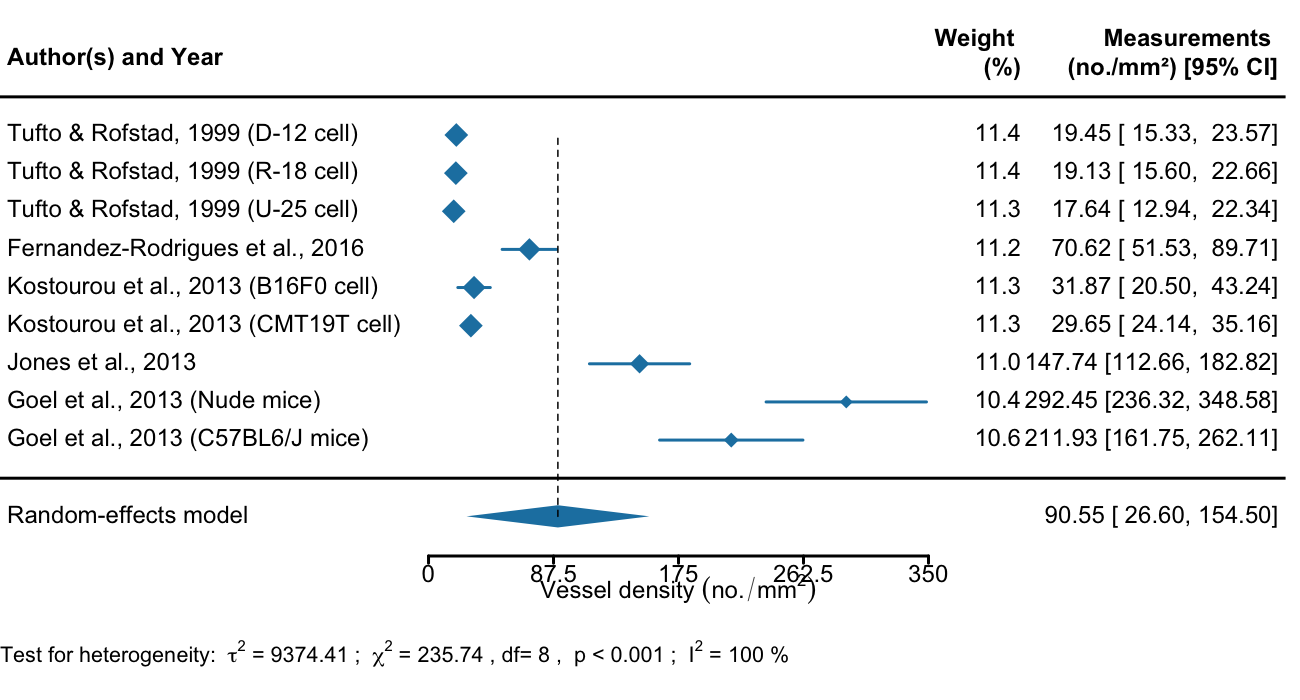 Author(s) and Year Weight (%) Measurements (no./mm²) [95% CI]
Tufto & Rofstad, 1999 (D-12 cell) 11.4 19.45 [ 15.33, 23.57]
Tufto & Rofstad, 1999 (R-18 cell) 11.4 19.13 [ 15.60, 22.66]
Tufto & Rofstad, 1999 (U-25 cell) 11.3 17.64 [ 12.94, 22.34]
Fernandez-Rodrigues et al., 2016 11.2 70.62 [ 51.53, 89.71]
Kostourou et al., 2013 (B16F0 cell) 11.3 31.87 [ 20.50, 43.24]
Kostourou et al., 2013 (CMT19T cell) 11.3 29.65 [ 24.14, 35.16]
Jones et al., 2013 11.0 147.74 [112.66, 182.82]
Goel et al., 2013 (Nude mice) 10.4 292.45 [236.32, 348.58]
Goel et al., 2013 (C57BL6/J mice) 10.6 211.93 [161.75, 262.11]
Random-effects model 90.55 [ 26.60, 154.50]
0 87.5 175 262.5 350
Vessel density (no./mm²)
Test for heterogeneity: τ² = 9374.41 ; χ² = 235.74 , df= 8 , p < 0.001 ; I² = 100 %